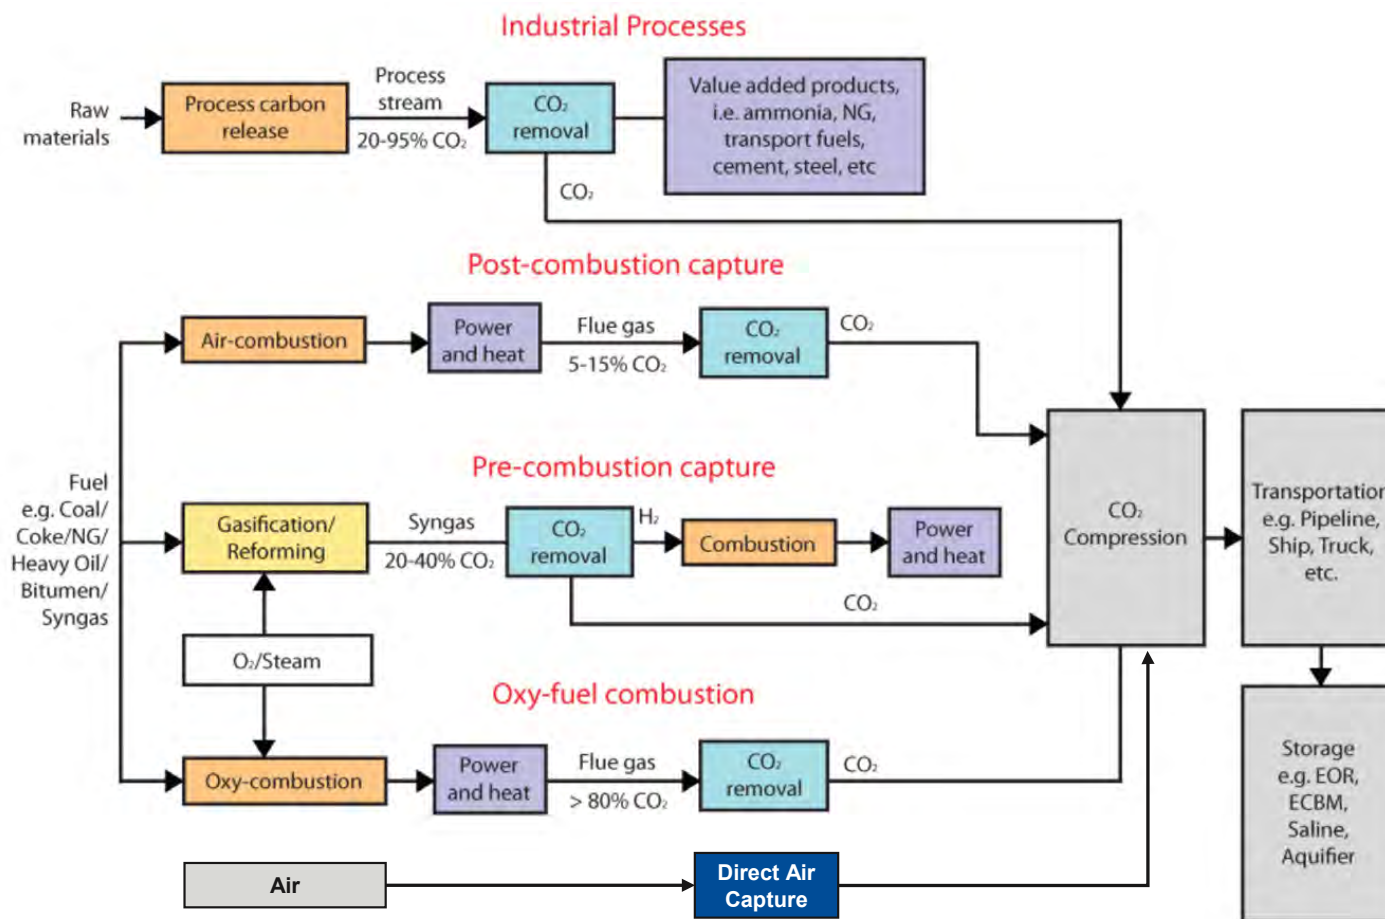 Industrial Processes
Raw
materials
Process carbon
release
Process
stream
20-95% CO₂
CO₂
removal
Value added products,
i.e. ammonia, NG,
transport fuels,
cement, steel, etc
CO₂
Post-combustion capture
Air-combustion
Power
and heat
Flue gas
5-15% CO₂
CO₂
removal
CO₂
Pre-combustion capture
Fuel
e.g. Coal/
Coke/NG/
Heavy Oil/
Bitumen/
Syngas
Gasification/
Reforming
Syngas
20-40% CO₂
CO₂
removal
H₂
Combustion
Power
and heat
CO₂
CO₂
Compression
Transportation
e.g. Pipeline,
Ship, Truck,
etc.
O₂/Steam
Oxy-fuel combustion
Oxy-combustion
Power
and heat
Flue gas
> 80% CO₂
CO₂
removal
CO₂
Storage
e.g. EOR,
ECBM,
Saline,
Aquifier
Air
Direct Air
Capture